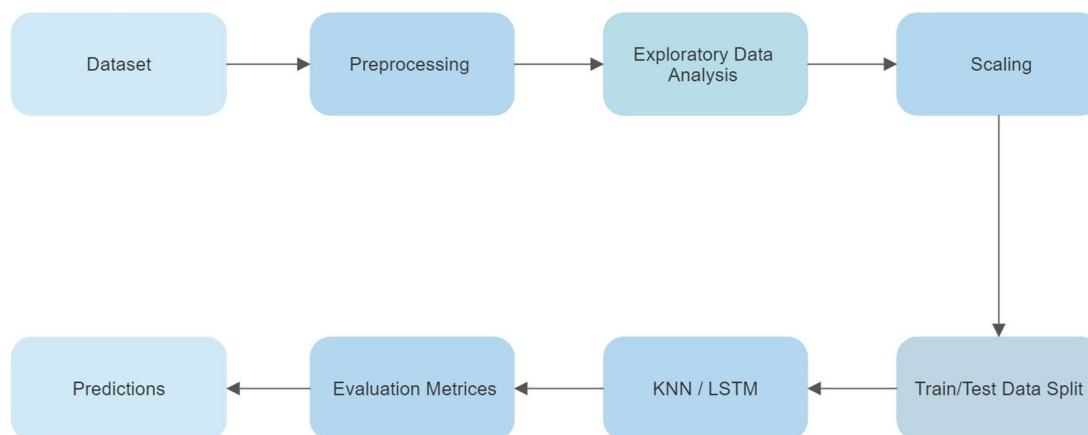 Dataset
Preprocessing
Exploratory Data
Analysis
Scaling
Predictions
Evaluation Metrices
KNN / LSTM
Train/Test Data Split